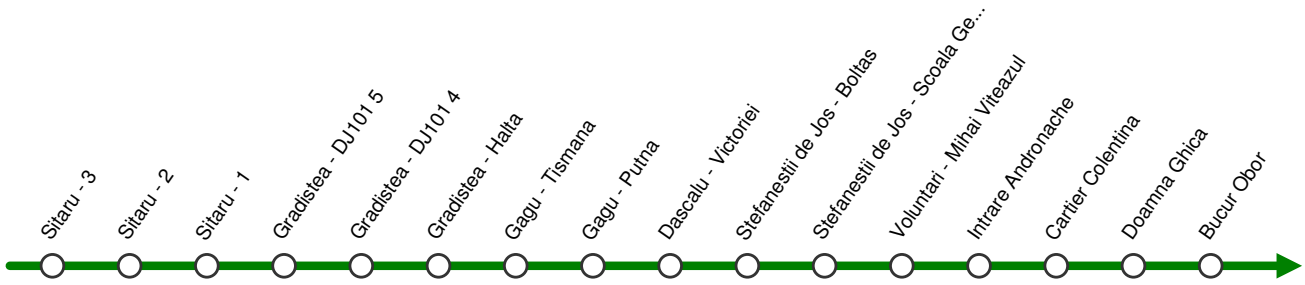 Sitaru - 3
Sitaru - 2
Sitaru - 1
Gradistea - DJ101 5
Gradistea - DJ101 4
Gradistea - Halta
Gagu - Tismana
Gagu - Putna
Dascalu - Victoriei
Stefanestii de Jos - Boltas
Stefanestii de Jos - Scoala Ge...
Voluntari - Mihai Viteazul
Intrare Andronache
Cartier Colentina
Doamna Ghica
Bucur Obor